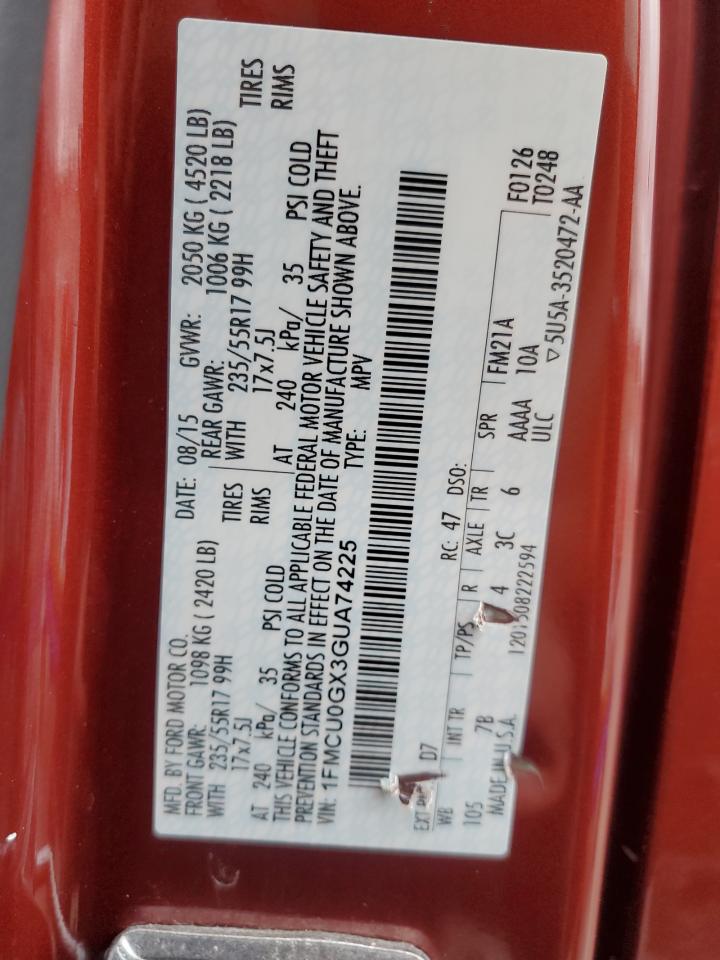 MFD. BY FORD MOTOR CO.
DATE: 08/15 GVWR: 2050 KG ( 4520 LB)
FRONT GAWR: 1098 KG ( 2420 LB)
REAR GAWR: 1006 KG ( 2218 LB)
WITH 235/55R17 99H TIRES
WITH 235/55R17 99H TIRES
17x7.5J RIMS
17x7.5J RIMS
AT 240 kPa/ 35 PSI COLD
AT 240 kPa/ 35 PSI COLD
THIS VEHICLE CONFORMS TO ALL APPLICABLE FEDERAL MOTOR VEHICLE SAFETY AND THEFT
PREVENTION STANDARDS IN EFFECT ON THE DATE OF MANUFACTURE SHOWN ABOVE.
VIN: 1FMCU0GX3GUA74225 TYPE: MPV
EXT D7 RC: 47 DSO: F0126
WB INT TR TP/PS R AXLE TR SPR T0248
105 7B 4 3C 6 AAAA FM21A
ULC 10A
MADE IN U.S.A. 1201508222594 ▽5U5A-3520472-AA